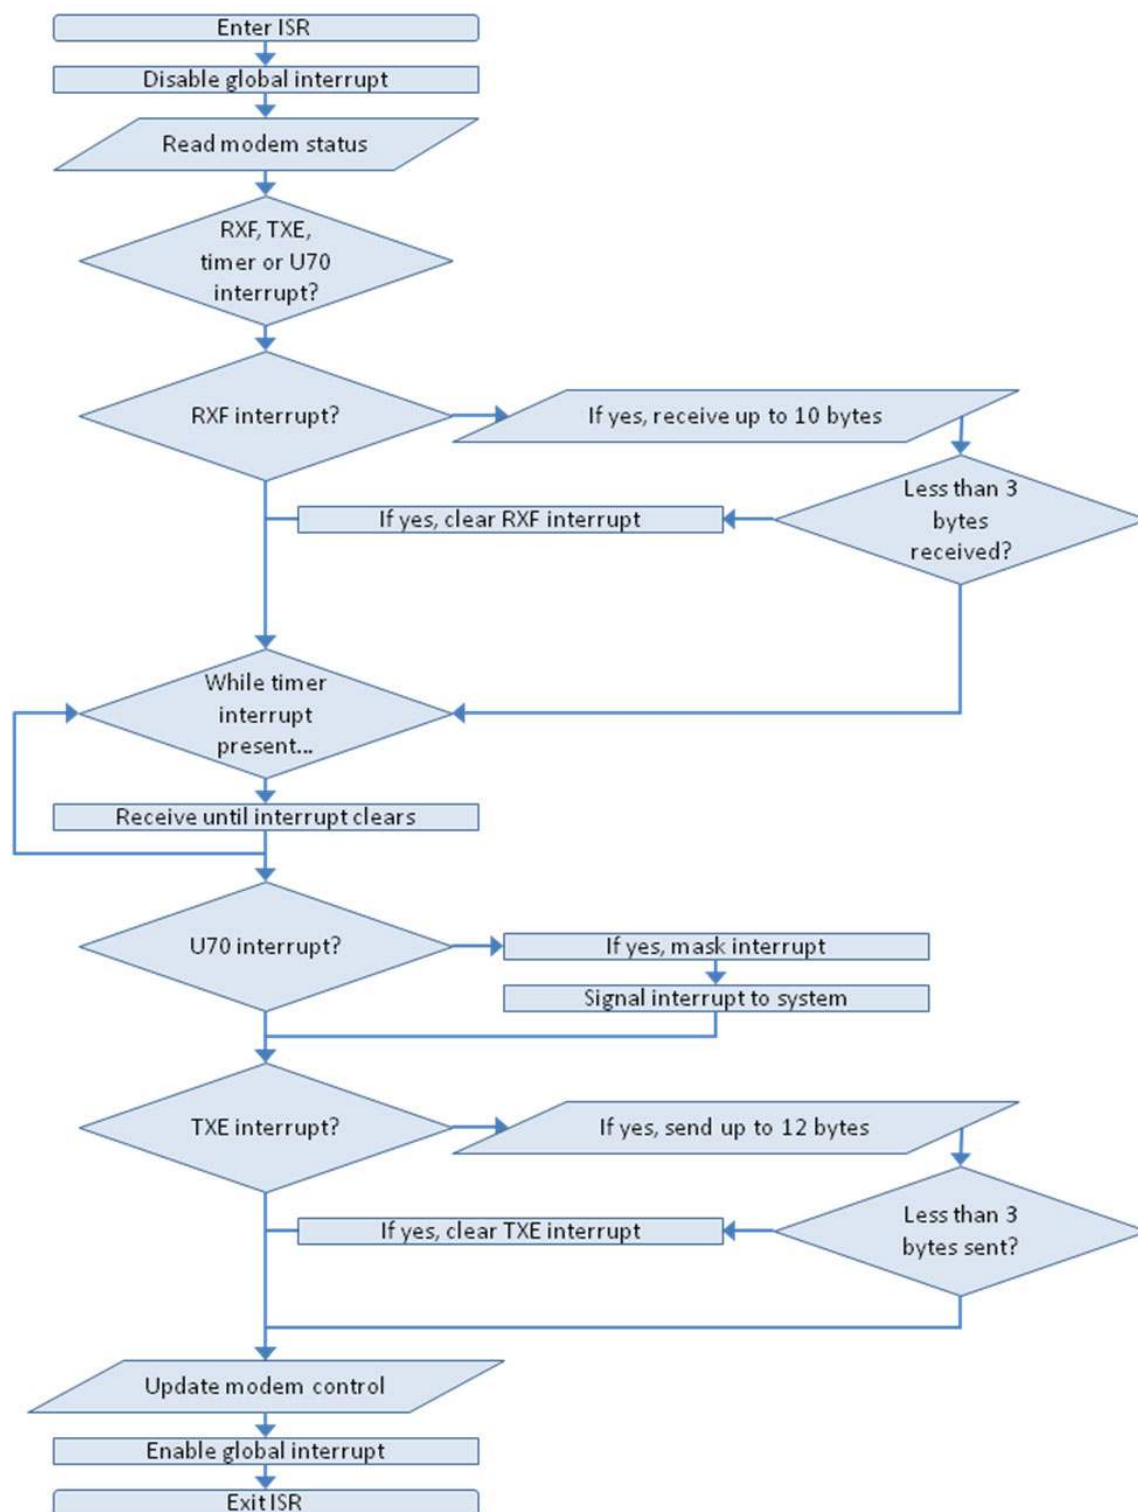 Enter ISR
Disable global interrupt
Read modem status
RXF, TXE,
timer or U70
interrupt?
RXF interrupt?
If yes, receive up to 10 bytes
Less than 3
bytes
received?
If yes, clear RXF interrupt
While timer
interrupt
present...
Receive until interrupt clears
U70 interrupt?
If yes, mask interrupt
Signal interrupt to system
TXE interrupt?
If yes, send up to 12 bytes
Less than 3
bytes sent?
If yes, clear TXE interrupt
Update modem control
Enable global interrupt
Exit ISR